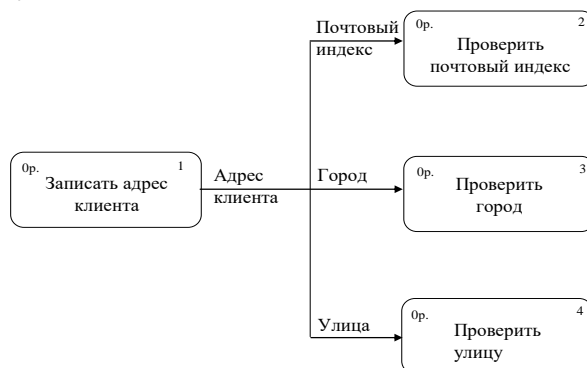 Почтовый
индекс
0р.
2
Проверить
почтовый индекс
0р.
1
Записать адрес
клиента
Адрес
клиента
Город
0р.
3
Проверить
город
Улица
0р.
4
Проверить
улицу